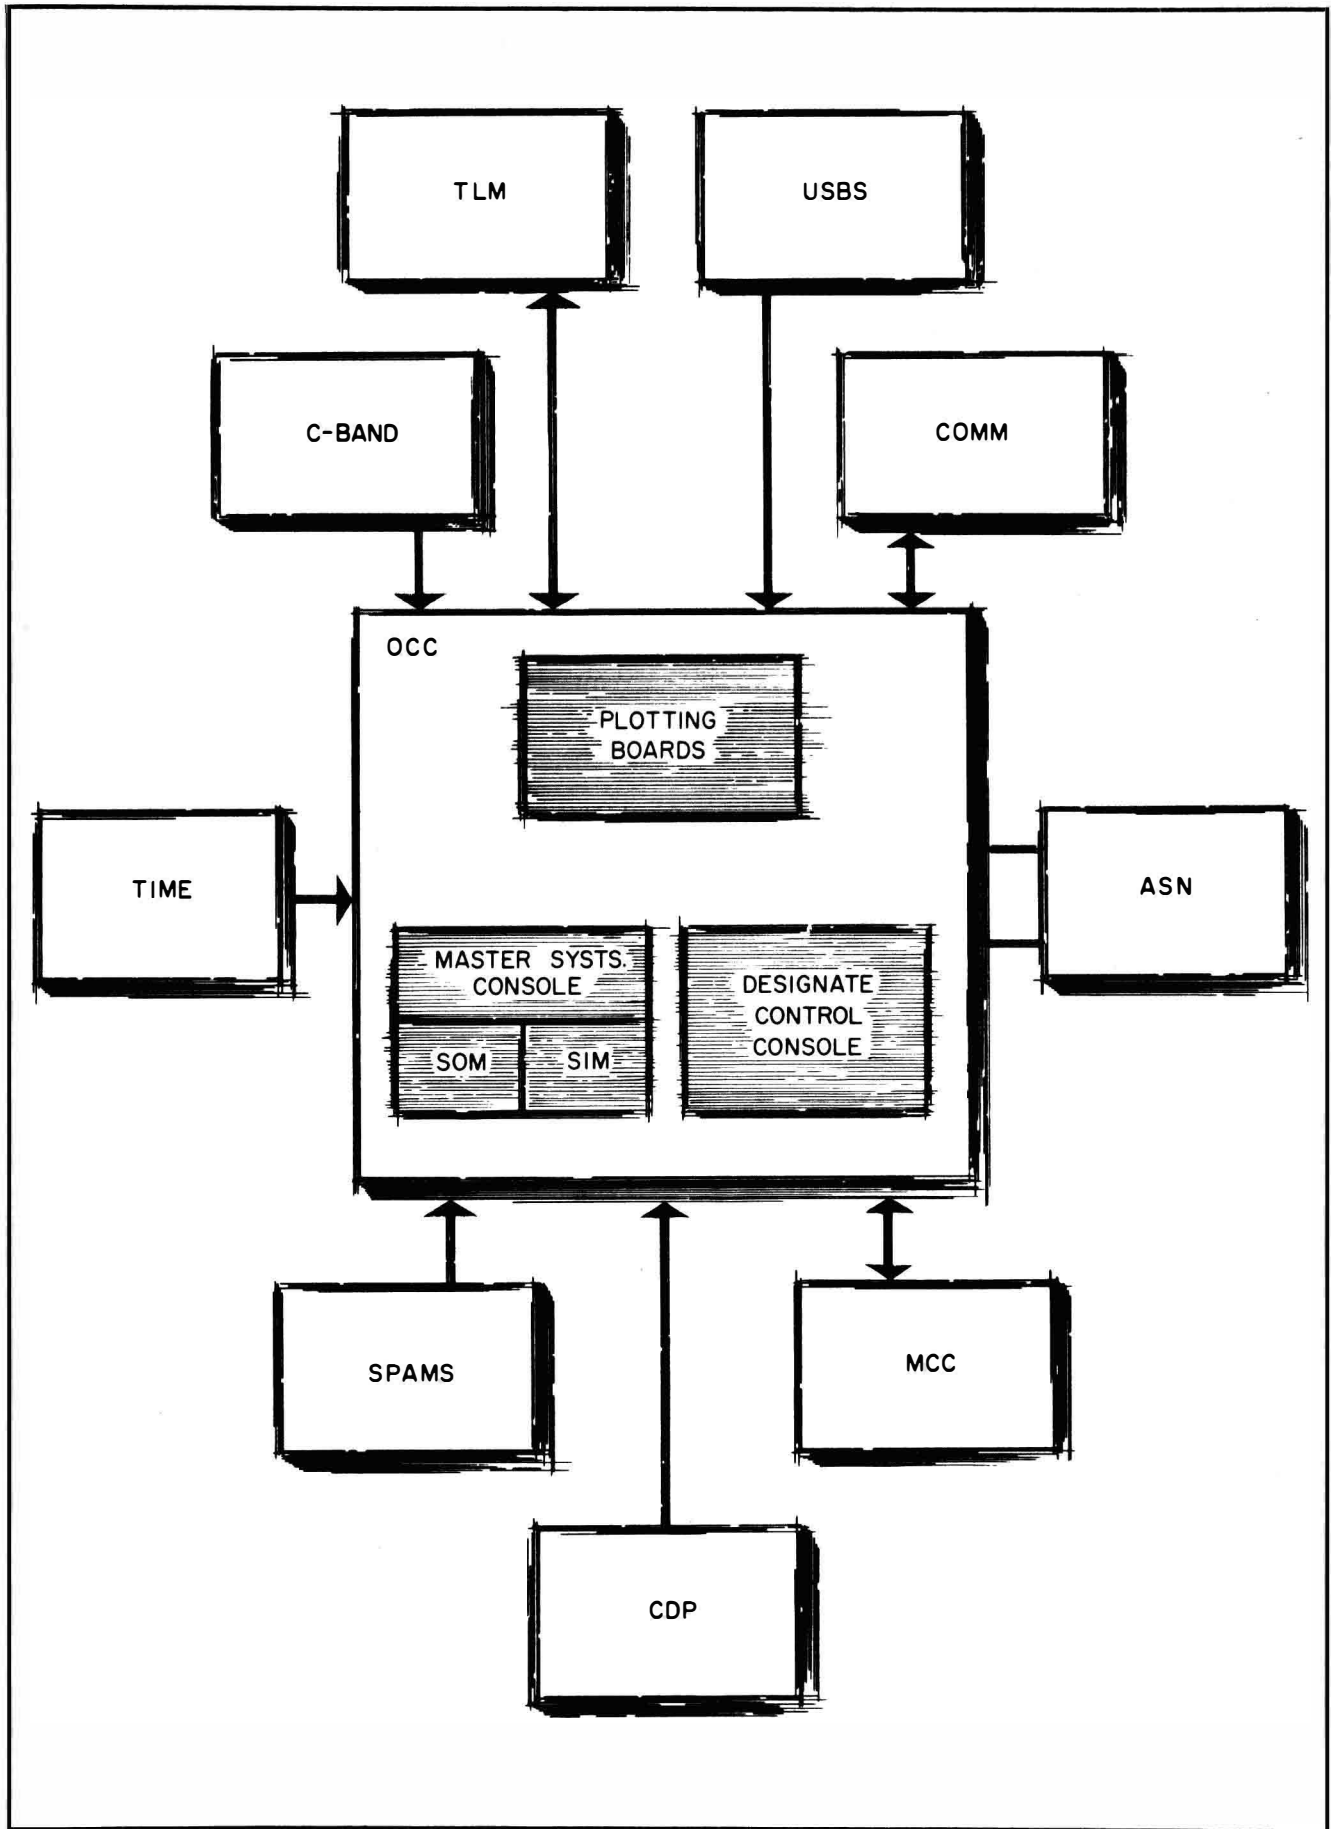 TLM
USBS
C-BAND
COMM
OCC
PLOTTING
BOARDS
TIME
ASN
MASTER SYSTS.
CONSOLE
SOM
SIM
DESIGNATE
CONTROL
CONSOLE
SPAMS
MCC
CDP